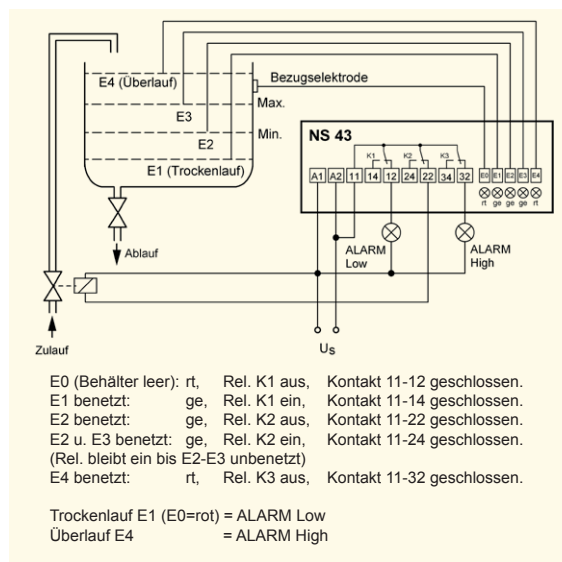 E4 (Überlauf)
Bezugselektrode
Max.
E3
Min.
E2
E1 (Trockenlauf)
NS 43
K1 K2 K3
A1 A2 11 14 12 24 22 34 32 E0 E1 E2 E3 E4
rt ge ge ge rt
Ablauf
ALARM
Low
ALARM
High
Zulauf
Us
E0 (Behälter leer): rt, Rel. K1 aus, Kontakt 11-12 geschlossen.
E1 benetzt: ge, Rel. K1 ein, Kontakt 11-14 geschlossen.
E2 benetzt: ge, Rel. K2 aus, Kontakt 11-22 geschlossen.
E2 u. E3 benetzt: ge, Rel. K2 ein, Kontakt 11-24 geschlossen.
(Rel. bleibt ein bis E2-E3 unbenetzt)
E4 benetzt: rt, Rel. K3 aus, Kontakt 11-32 geschlossen.
Trockenlauf E1 (E0=rot) = ALARM Low
Überlauf E4 = ALARM High